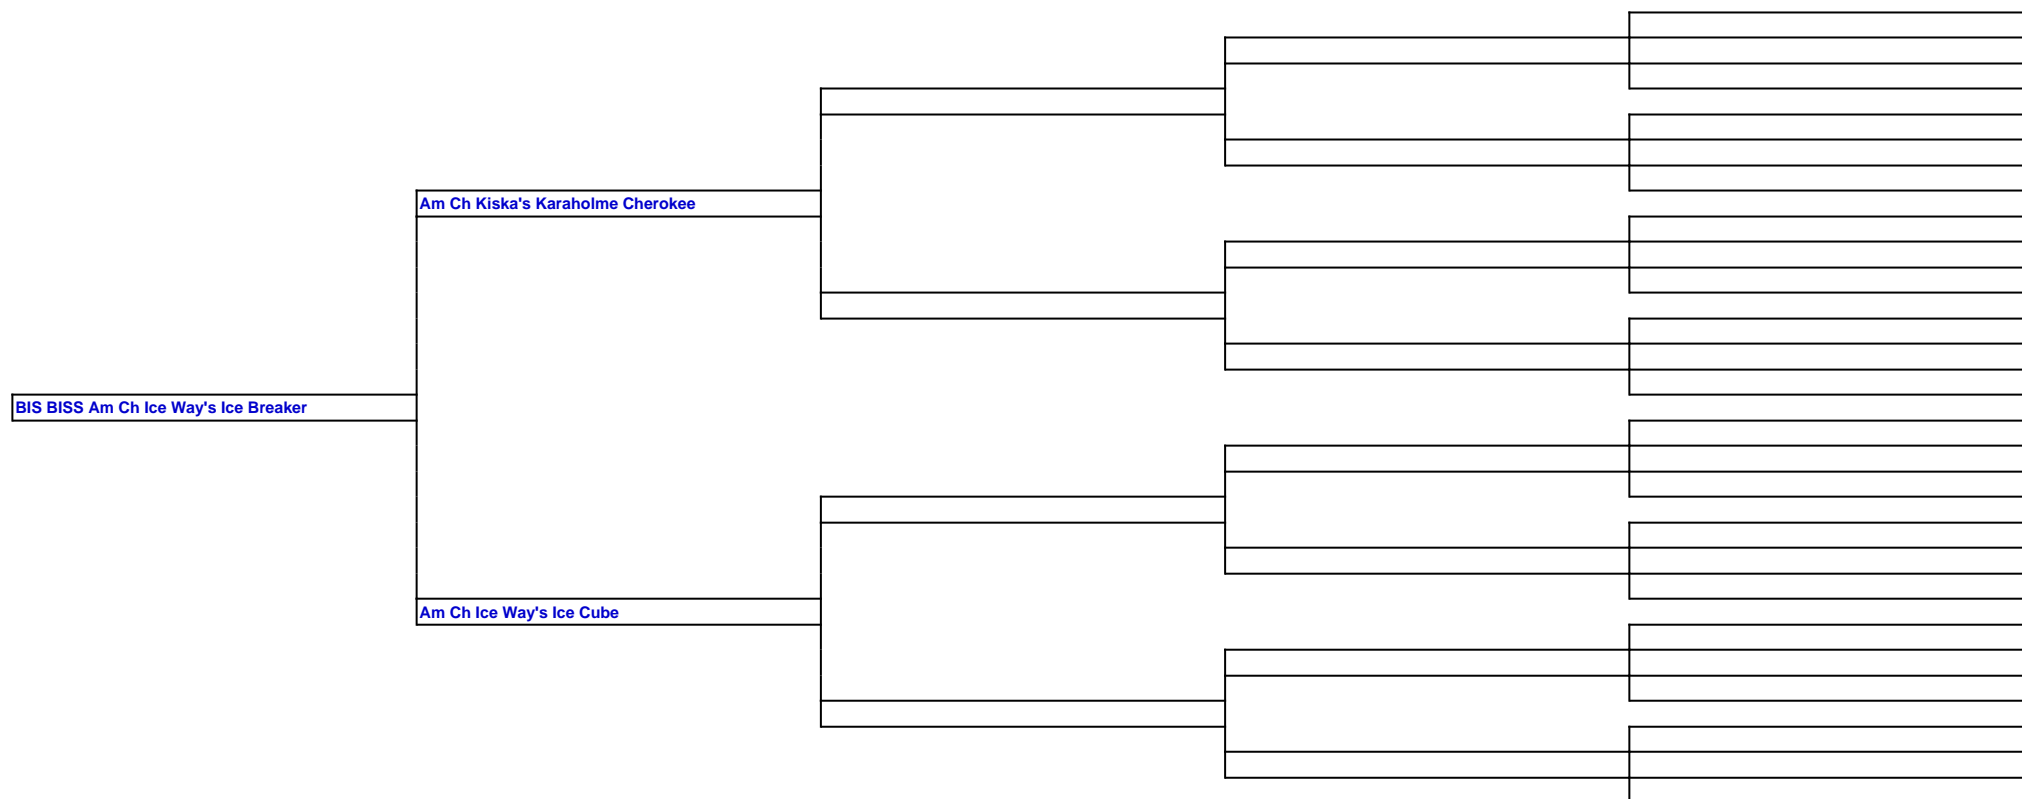 Am Ch Kiska's Karaholme Cherokee
BIS BISS Am Ch Ice Way's Ice Breaker
Am Ch Ice Way's Ice Cube